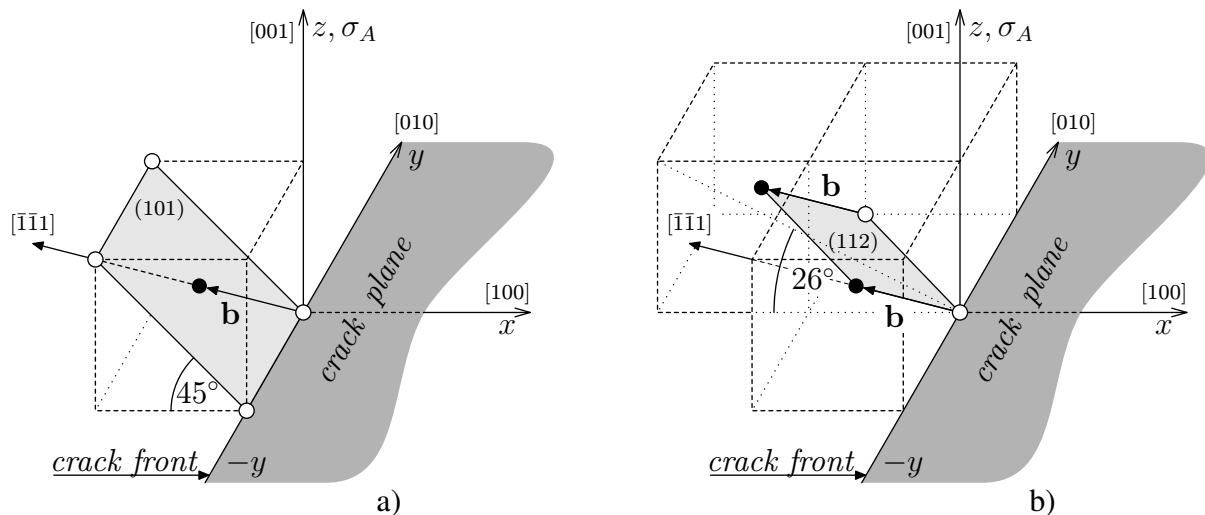 [001] z, σ_A
[010]
y
(101)
[1̄1̄1]
b
crack plane
[100]
x
45°
crack front
−y
a)
[001] z, σ_A
[010]
y
b
[1̄1̄1]
(112)
26°
b
crack plane
[100]
x
crack front
−y
b)